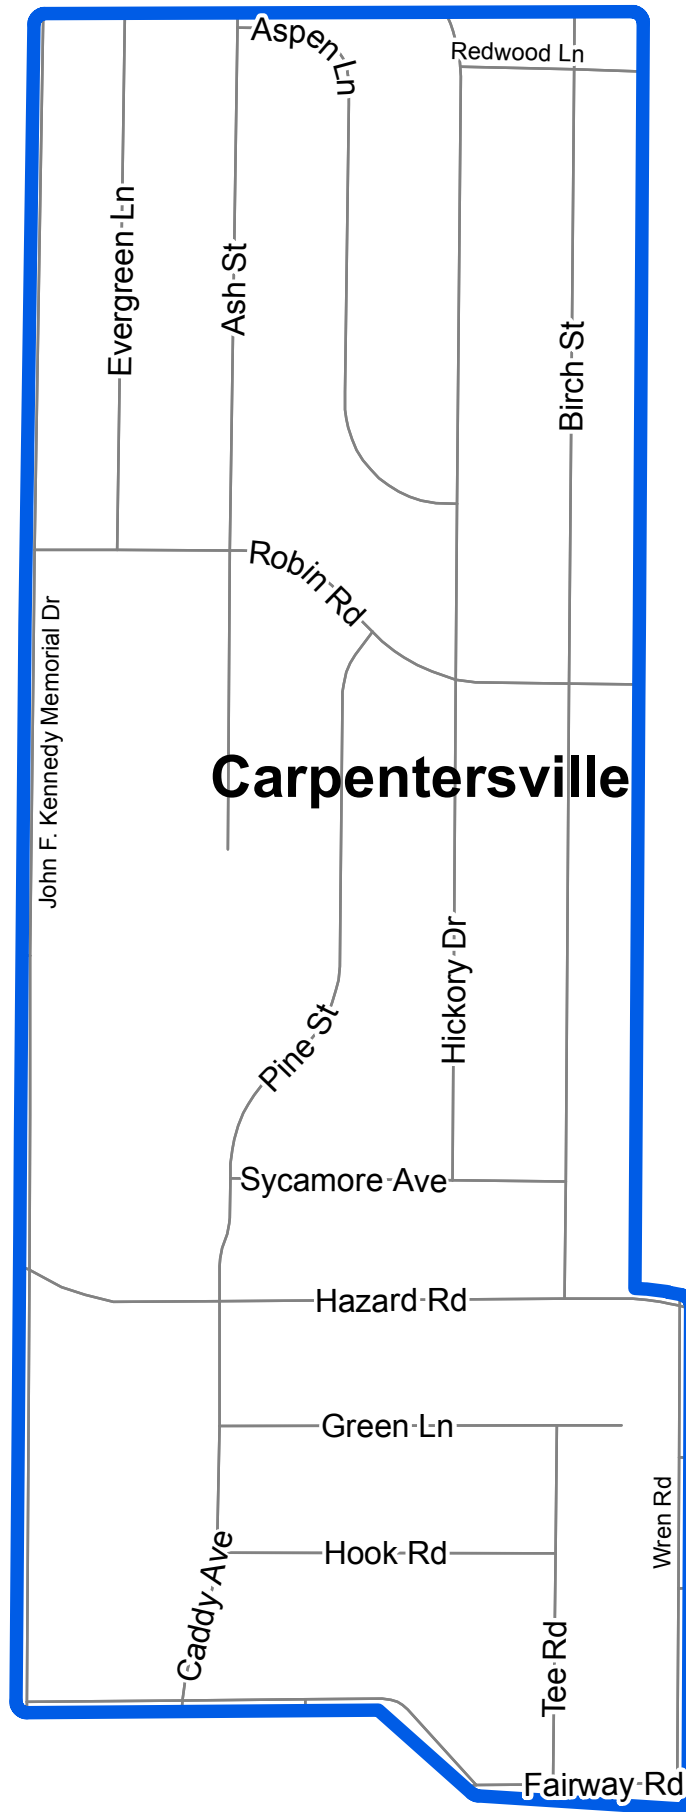 Aspen Ln
Redwood Ln
Evergreen Ln
Ash St
Birch St
Robin Rd
John F. Kennedy Memorial Dr
Carpentersville
Hickory Dr
Pine St
Sycamore Ave
Hazard Rd
Green Ln
Wren Rd
Hook Rd
Caddy Ave
Tee Rd
Fairway Rd